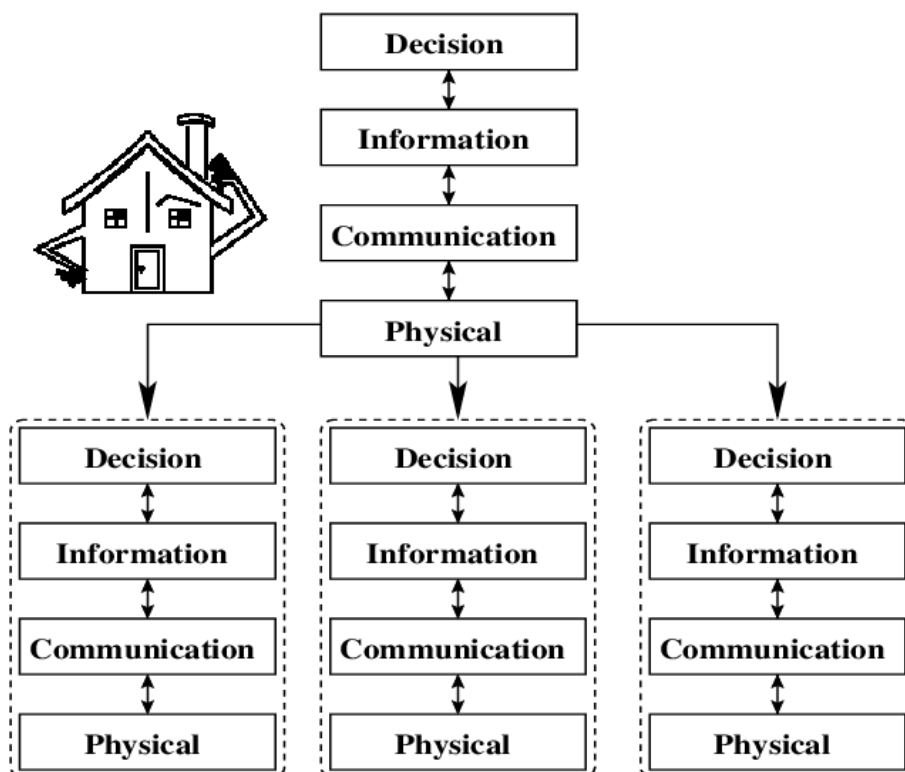 Decision
Information
Communication
Physical
Decision
Information
Communication
Physical
Decision
Information
Communication
Physical
Decision
Information
Communication
Physical